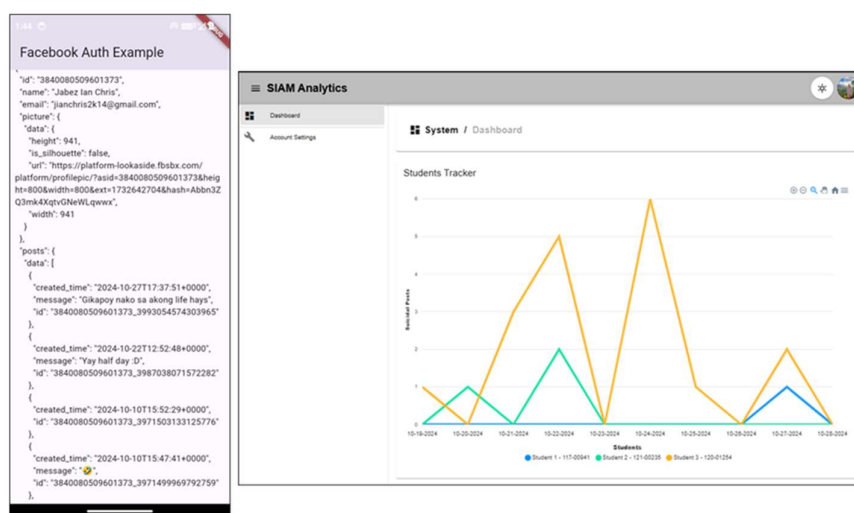 1:44
Facebook Auth Example
{
"id": "3840080509601373",
"name": "Jabez Ian Chris",
"email": "jianchris2k14@gmail.com",
"picture": {
"data": {
"height": 941,
"is_silhouette": false,
"url": "https://platform-lookaside.fbsbx.com/
platform/profilepic/?asid=3840080509601373&heig
ht=800&width=800&ext=1732642704&hash=Abbn3Z
Q3mk4XqtvGNeWLqwwx",
"width": 941
}
},
"posts": {
"data": [
{
"created_time": "2024-10-27T17:37:51+0000",
"message": "Gikapoy nako sa akong life hays",
"id": "3840080509601373_3993054574303965"
},
{
"created_time": "2024-10-22T12:52:48+0000",
"message": "Yay half day :D",
"id": "3840080509601373_3987038071572282"
},
{
"created_time": "2024-10-10T15:52:29+0000",
"id": "3840080509601373_3971503133125776"
},
{
"created_time": "2024-10-10T15:47:41+0000",
"message": "🤣",
"id": "3840080509601373_3971499969792759"
},
SIAM Analytics
Dashboard
Account Settings
System / Dashboard
Students Tracker
6
5
4
3
2
1
0
Suicidal Posts
10-19-2024 10-20-2024 10-21-2024 10-22-2024 10-23-2024 10-24-2024 10-25-2024 10-26-2024 10-27-2024 10-28-2024
Students
Student 1 - 117-00941 Student 2 - 121-00235 Student 3 - 120-01254